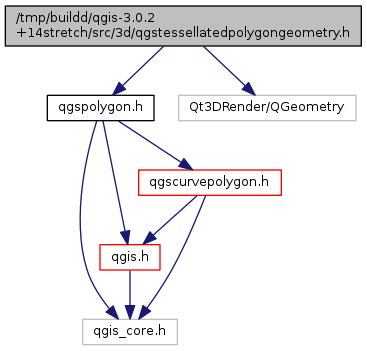 /tmp/buildd/qgis-3.0.2
+14stretch/src/3d/qgstessellatedpolygongeometry.h
qgspolygon.h
Qt3DRender/QGeometry
qgscurvepolygon.h
qgis.h
qgis_core.h